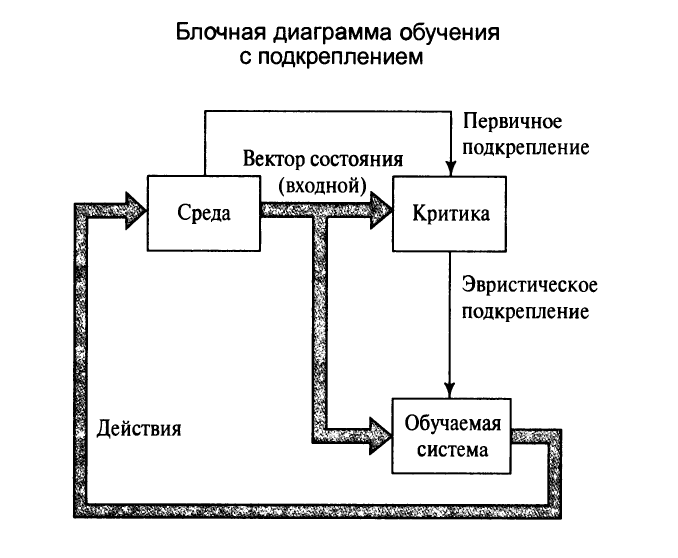 Блочная диаграмма обучения
с подкреплением
Первичное
подкрепление
Вектор состояния
(входной)
Среда
Критика
Эвристическое
подкрепление
Действия
Обучаемая
система